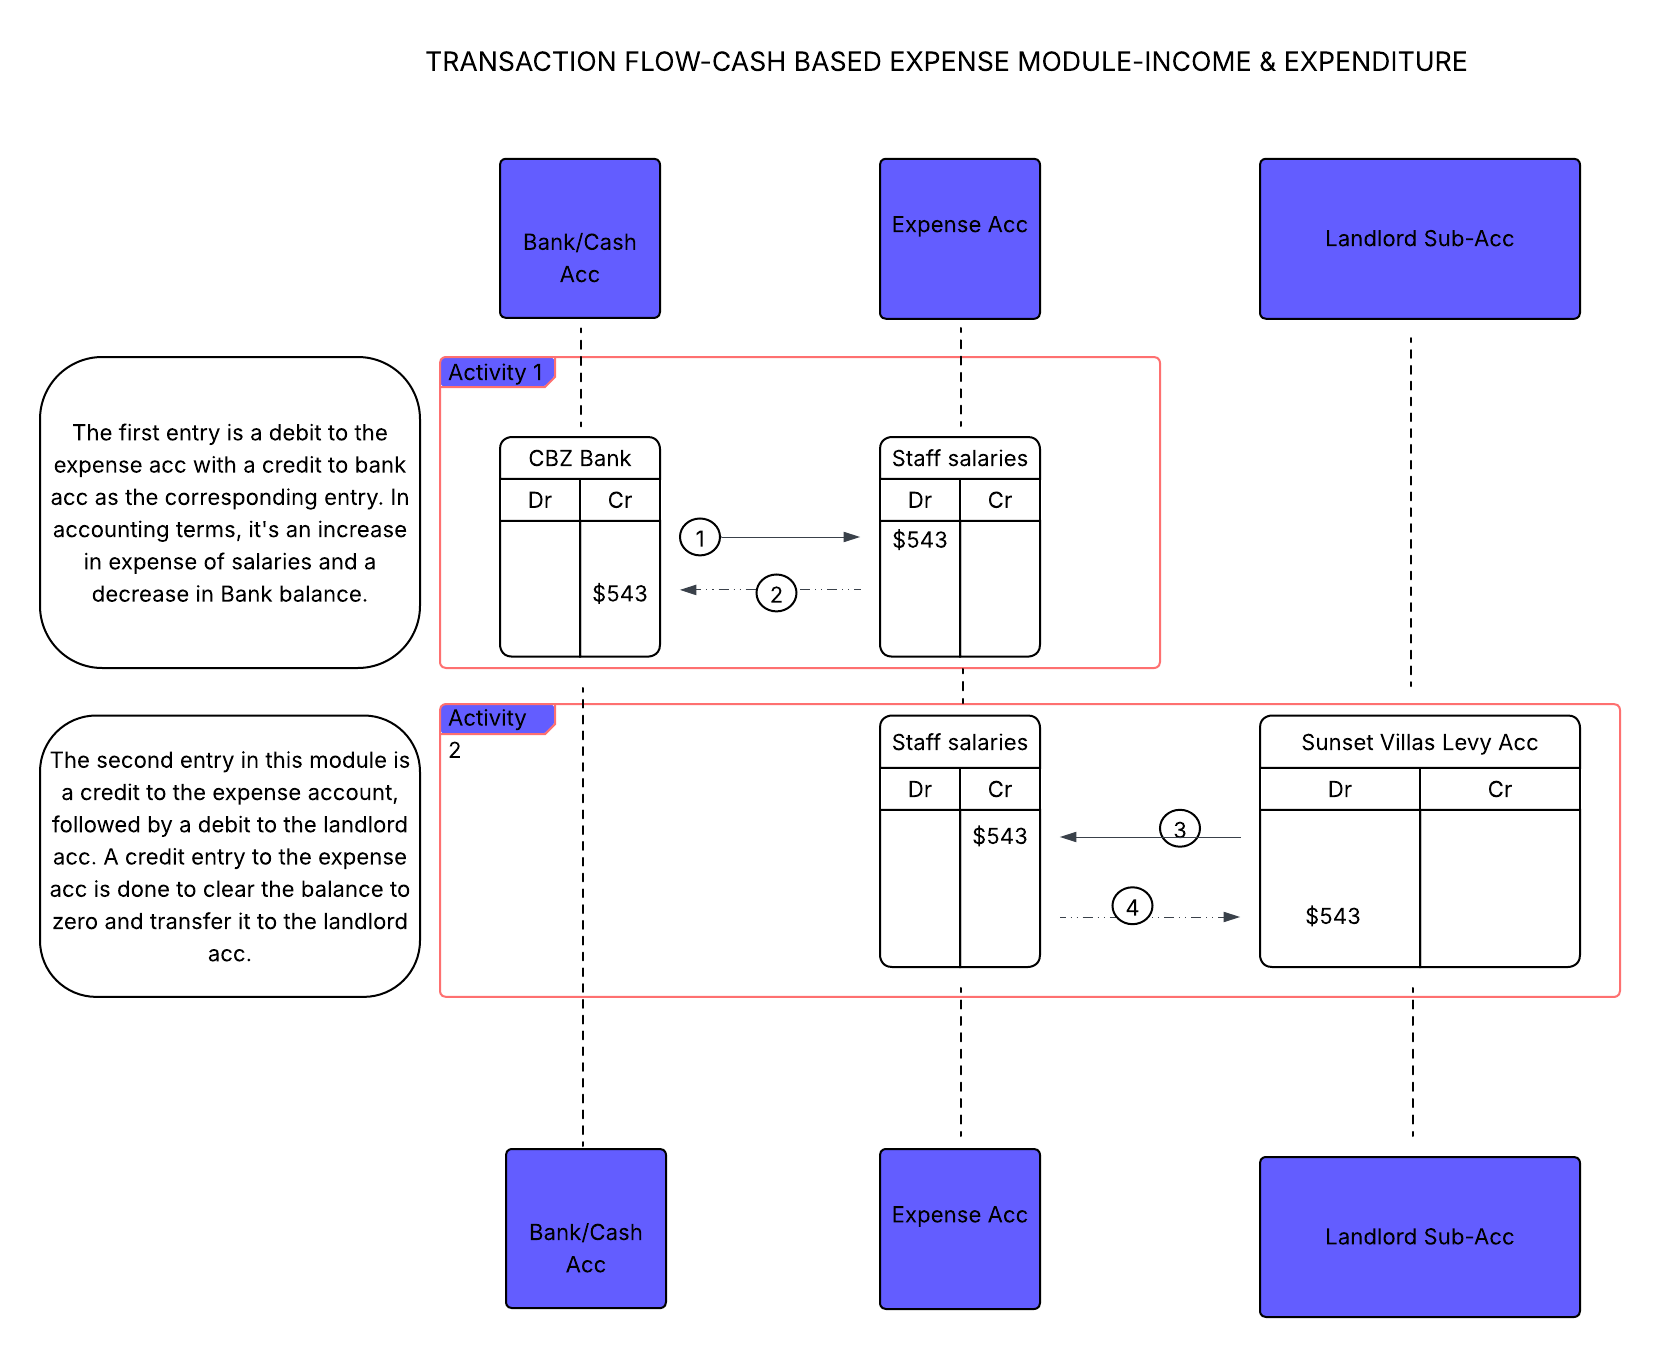 TRANSACTION FLOW-CASH BASED EXPENSE MODULE-INCOME & EXPENDITURE
Bank/Cash
Acc
Expense Acc
Landlord Sub-Acc
The first entry is a debit to the
expense acc with a credit to bank
acc as the corresponding entry. In
accounting terms, it's an increase
in expense of salaries and a
decrease in Bank balance.
Activity 1
CBZ Bank
Dr
Cr
$543
1
2
Staff salaries
Dr
Cr
$543
The second entry in this module is
a credit to the expense account,
followed by a debit to the landlord
acc. A credit entry to the expense
acc is done to clear the balance to
zero and transfer it to the landlord
acc.
Activity
2
Staff salaries
Dr
Cr
$543
3
4
Sunset Villas Levy Acc
Dr
Cr
$543
Bank/Cash
Acc
Expense Acc
Landlord Sub-Acc